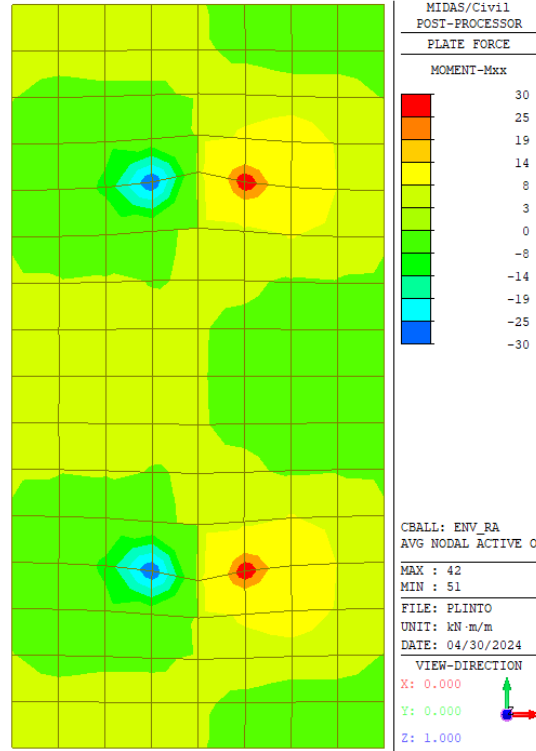 MIDAS/Civil
POST-PROCESSOR
PLATE FORCE
MOMENT-Mxx
30
25
19
14
8
3
0
-8
-14
-19
-25
-30
CBALL: ENV_RA
AVG NODAL ACTIVE O
MAX : 42
MIN : 51
FILE: PLINTO
UNIT: kN·m/m
DATE: 04/30/2024
VIEW-DIRECTION
X: 0.000
Y: 0.000
Z: 1.000
Z